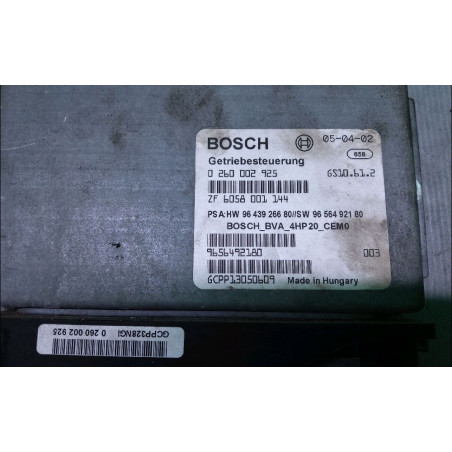 BOSCH 05-04-02
Getriebesteuerung 656
0 260 002 925 GS10.61.2
ZF 6058 001 144
PSA:HW 96 439 266 80//SW 96 564 921 80
BOSCH_BVA_4HP20_CEM0
9656492180 003
GCPP13050609 Made in Hungary
GCPP328NGI 0 260 002 925